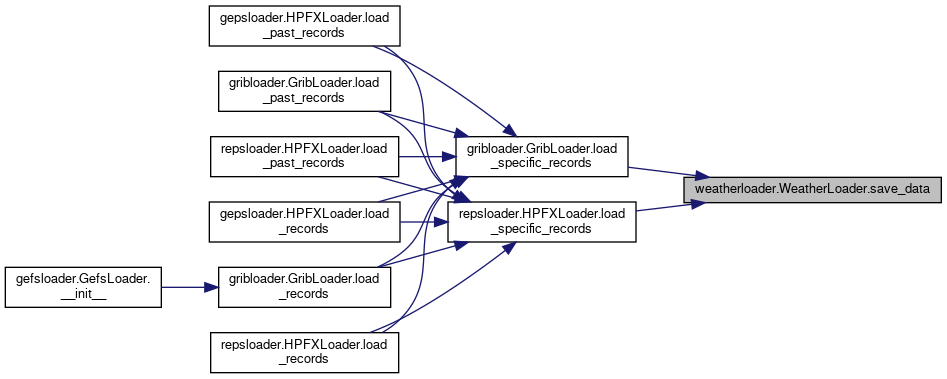 gepsloader.HPFXLoader.load
_past_records
gribloader.GribLoader.load
_past_records
repsloader.HPFXLoader.load
_past_records
gribloader.GribLoader.load
_specific_records
weatherloader.WeatherLoader.save_data
gepsloader.HPFXLoader.load
_records
repsloader.HPFXLoader.load
_specific_records
gefsloader.GefsLoader.
__init__
gribloader.GribLoader.load
_records
repsloader.HPFXLoader.load
_records